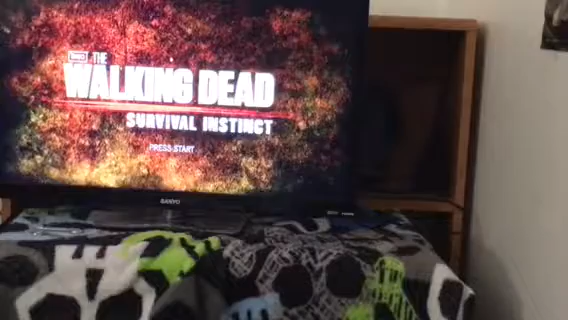 THE
WALKING DEAD
SURVIVAL INSTINCT
PRESS START
SANYO